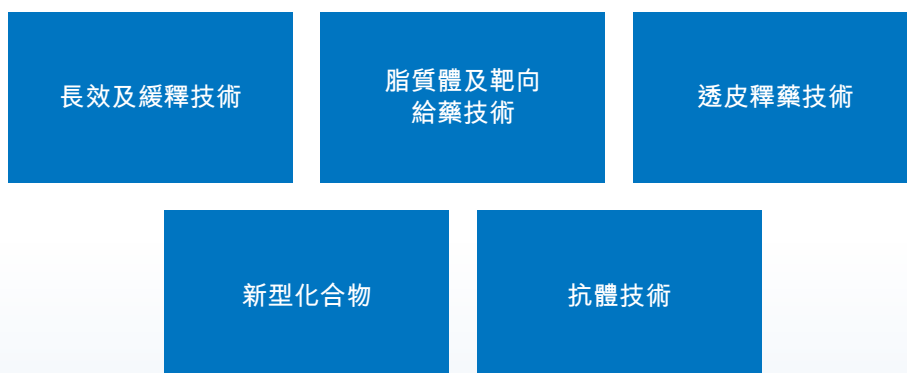 長效及緩釋技術
脂質體及靶向
給藥技術
透皮釋藥技術
新型化合物
抗體技術